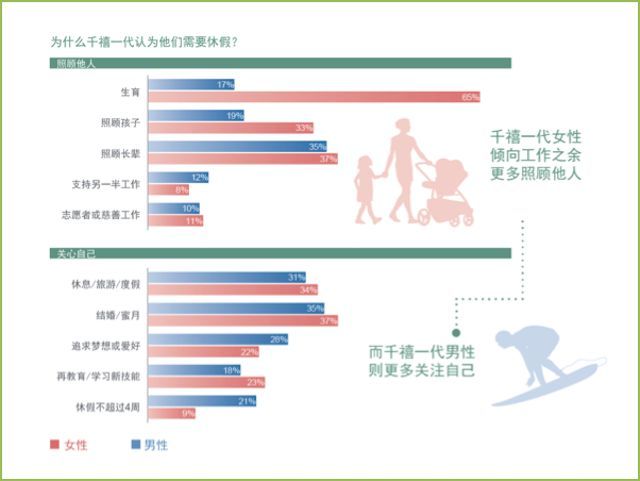 为什么千禧一代认为他们需要休假？
照顾他人
生育
17%
65%
照顾孩子
19%
33%
照顾长辈
35%
37%
支持另一半工作
12%
8%
志愿者或慈善工作
10%
11%
千禧一代女性
倾向工作之余
更多照顾他人
关心自己
休息/旅游/度假
31%
34%
结婚/蜜月
35%
37%
追求梦想或爱好
28%
22%
再教育/学习新技能
18%
23%
休假不超过4周
21%
9%
而千禧一代男性
则更多关注自己
女性
男性